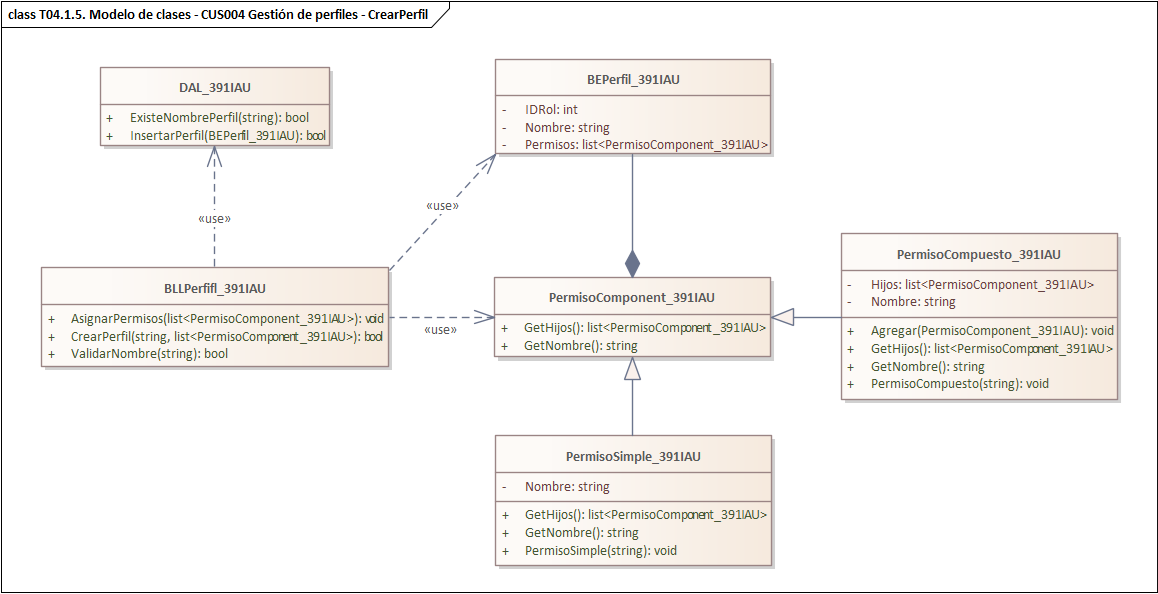 class T04.1.5. Modelo de clases - CUS004 Gestión de perfiles - CrearPerfil
DAL_391IAU
+ ExisteNombrePerfil(string): bool
+ InsertarPerfil(BEPerfil_391IAU): bool
BEPerfil_391IAU
- IDRol: int
- Nombre: string
- Permisos: list<PermisoComponent_391IAU>
«use»
«use»
BLLPerfifl_391IAU
+ AsignarPermisos(list<PermisoComponent_391IAU>): void
+ CrearPerfil(string, list<PermisoComponent_391IAU>): bool
+ ValidarNombre(string): bool
«use»
PermisoComponent_391IAU
+ GetHijos(): list<PermisoComponent_391IAU>
+ GetNombre(): string
PermisoCompuesto_391IAU
- Hijos: list<PermisoComponent_391IAU>
- Nombre: string
+ Agregar(PermisoComponent_391IAU): void
+ GetHijos(): list<PermisoComponent_391IAU>
+ GetNombre(): string
+ PermisoCompuesto(string): void
PermisoSimple_391IAU
- Nombre: string
+ GetHijos(): list<PermisoComponent_391IAU>
+ GetNombre(): string
+ PermisoSimple(string): void